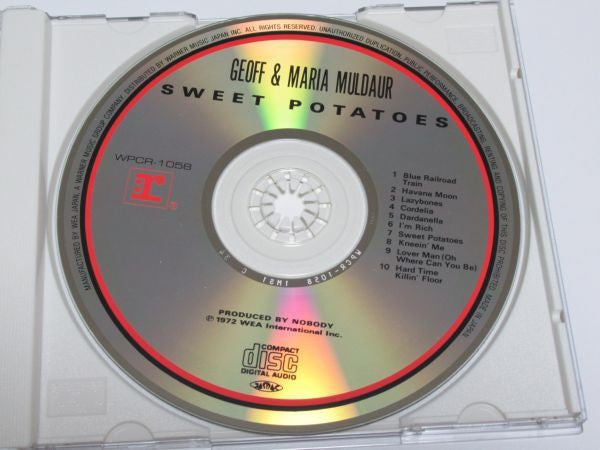 GEOFF & MARIA MULDAUR
SWEET POTATOES
WPCR-1058
r®
1 Blue Railroad
Train
2 Havana Moon
3 Lazybones
4 Cordelia
5 Dardanella
6 I'm Rich
7 Sweet Potatoes
8 Kneein' Me
9 Lover Man (Oh
Where Can You Be)
10 Hard Time
Killin' Floor
PRODUCED BY NOBODY
℗ 1972 WEA International Inc.
COMPACT
disc
DIGITAL AUDIO
JASRAC
MANUFACTURED BY WEA JAPAN, A WARNER MUSIC GROUP COMPANY. DISTRIBUTED BY WARNER MUSIC JAPAN INC. ALL RIGHTS RESERVED. UNAUTHORIZED DUPLICATION, PUBLIC PERFORMANCE, BROADCASTING, RENTING AND COPYING OF THIS DISC PROHIBITED. MADE IN JAPAN
WPCR-1058 1M21